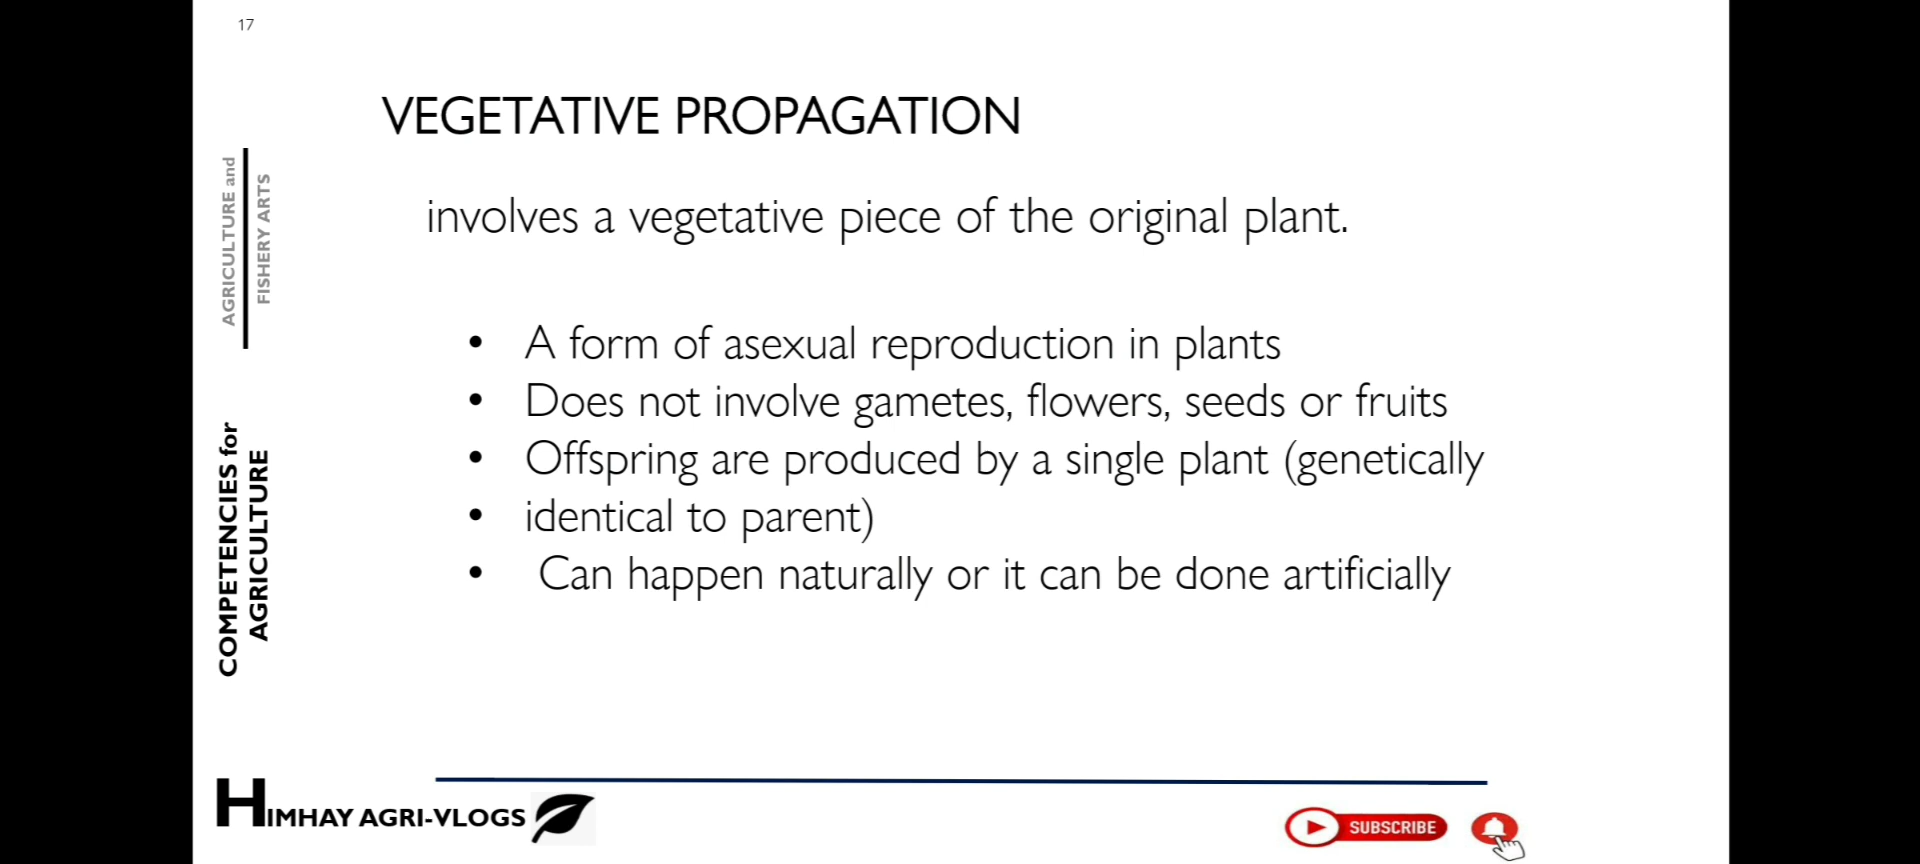 17
VEGETATIVE PROPAGATION
involves a vegetative piece of the original plant.
• A form of asexual reproduction in plants
• Does not involve gametes, flowers, seeds or fruits
• Offspring are produced by a single plant (genetically
• identical to parent)
• Can happen naturally or it can be done artificially
AGRICULTURE and
FISHERY ARTS
COMPETENCIES for
AGRICULTURE
HIMHAY AGRI-VLOGS
SUBSCRIBE